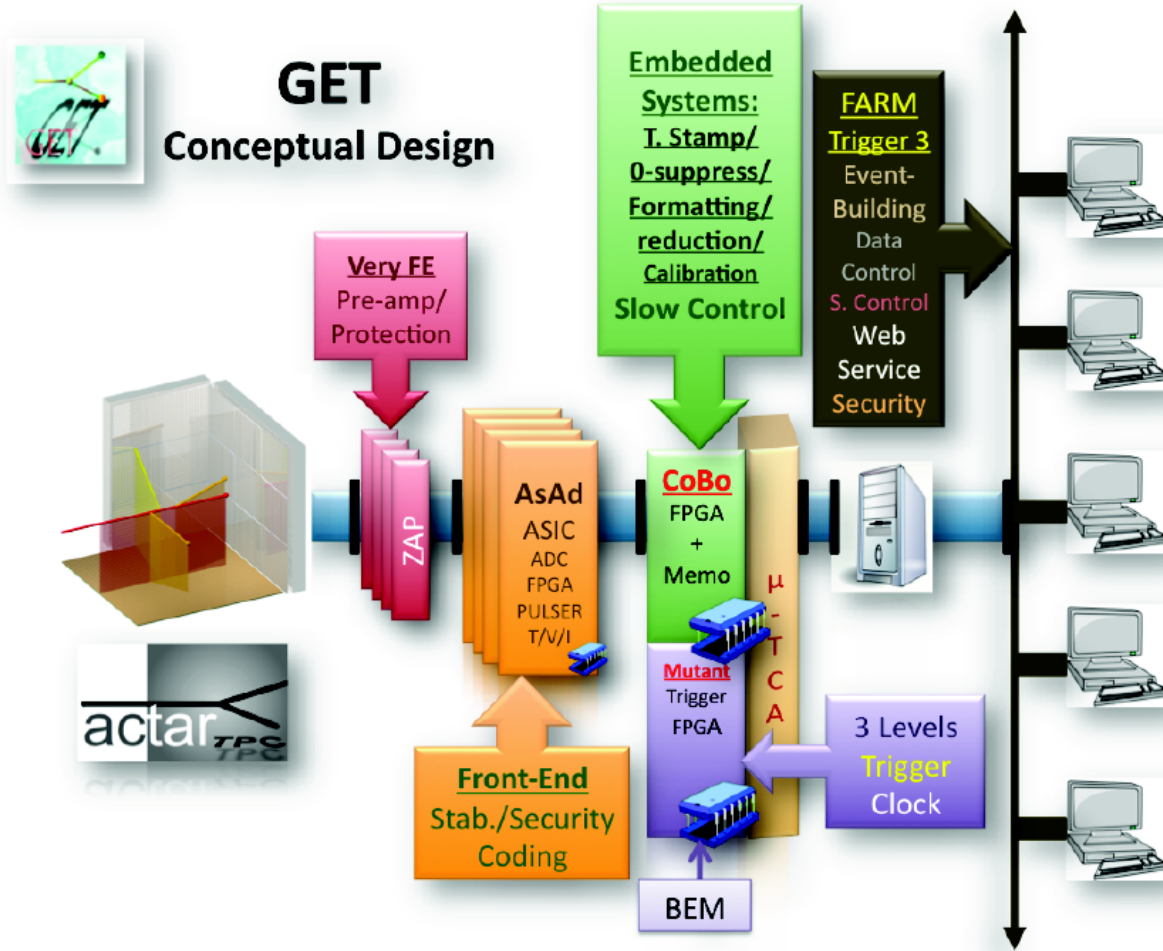 GET
GET
Conceptual Design
Embedded
Systems:
T. Stamp/
0-suppress/
Formatting/
reduction/
Calibration
Slow Control
FARM
Trigger 3
Event-
Building
Data
Control
S. Control
Web
Service
Security
Very FE
Pre-amp/
Protection
ZAP
AsAd
ASIC
ADC
FPGA
PULSER
T/V/I
CoBo
FPGA
+
Memo
µ-TCA
Mutant
Trigger
FPGA
actar TPC
3 Levels
Trigger
Clock
Front-End
Stab./Security
Coding
BEM